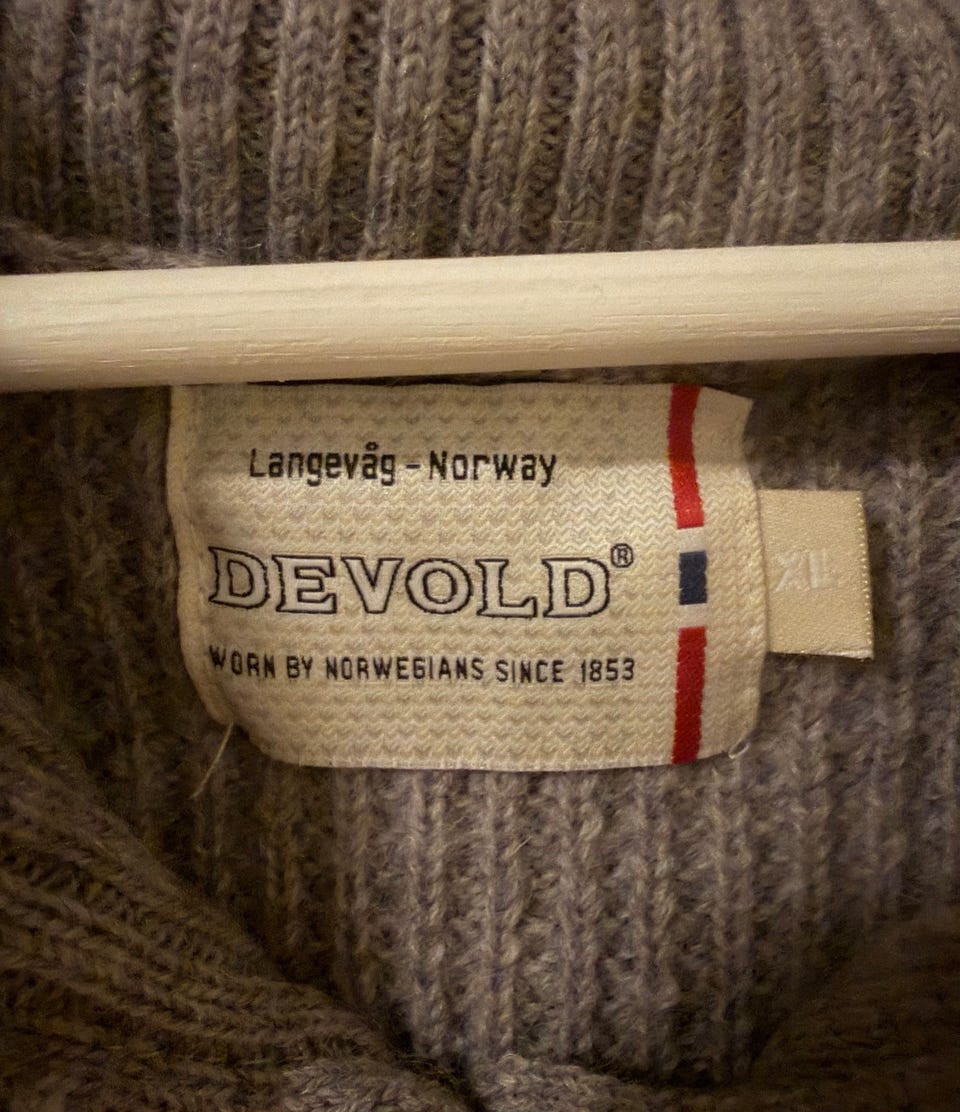 Langevåg - Norway
DEVOLD®
WORN BY NORWEGIANS SINCE 1853
XL